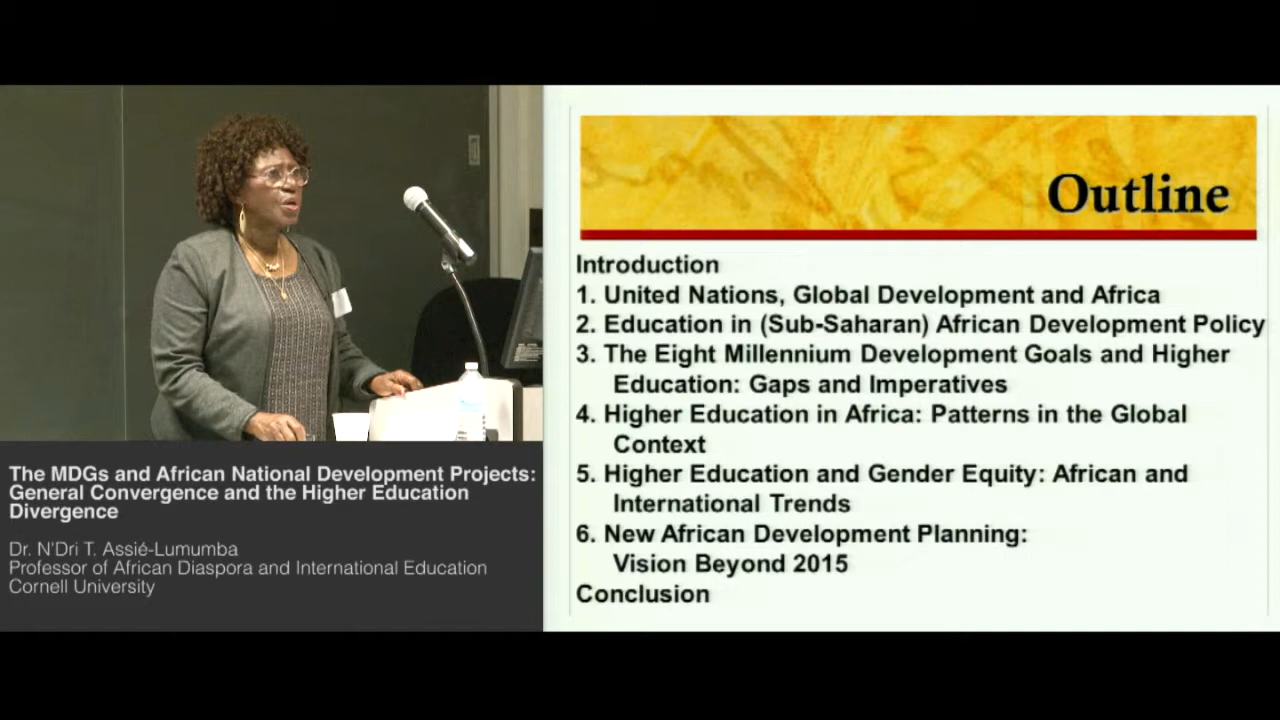 Outline
Introduction
1. United Nations, Global Development and Africa
2. Education in (Sub-Saharan) African Development Policy
3. The Eight Millennium Development Goals and Higher
Education: Gaps and Imperatives
4. Higher Education in Africa: Patterns in the Global
Context
5. Higher Education and Gender Equity: African and
International Trends
6. New African Development Planning:
Vision Beyond 2015
Conclusion
The MDGs and African National Development Projects:
General Convergence and the Higher Education
Divergence
Dr. N'Dri T. Assié-Lumumba
Professor of African Diaspora and International Education
Cornell University